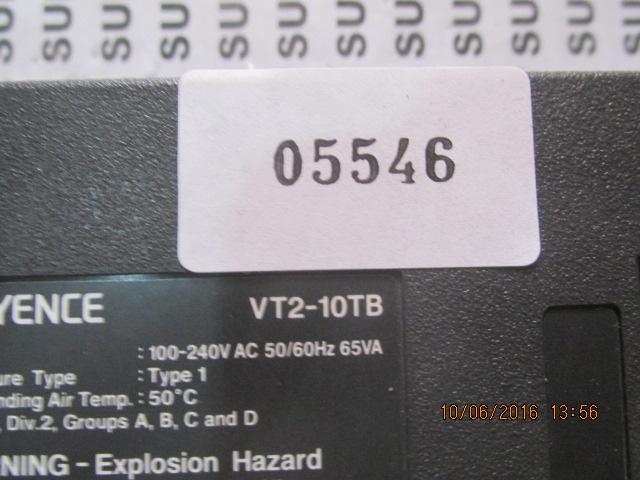 SU SU SU SU SU SU SU SU SU SU SU
05546
YENCE VT2-10TB
: 100-240V AC 50/60Hz 65VA
ure Type : Type 1
nding Air Temp. : 50°C
, Div.2, Groups A, B, C and D
NING - Explosion Hazard
10/06/2016 13:56